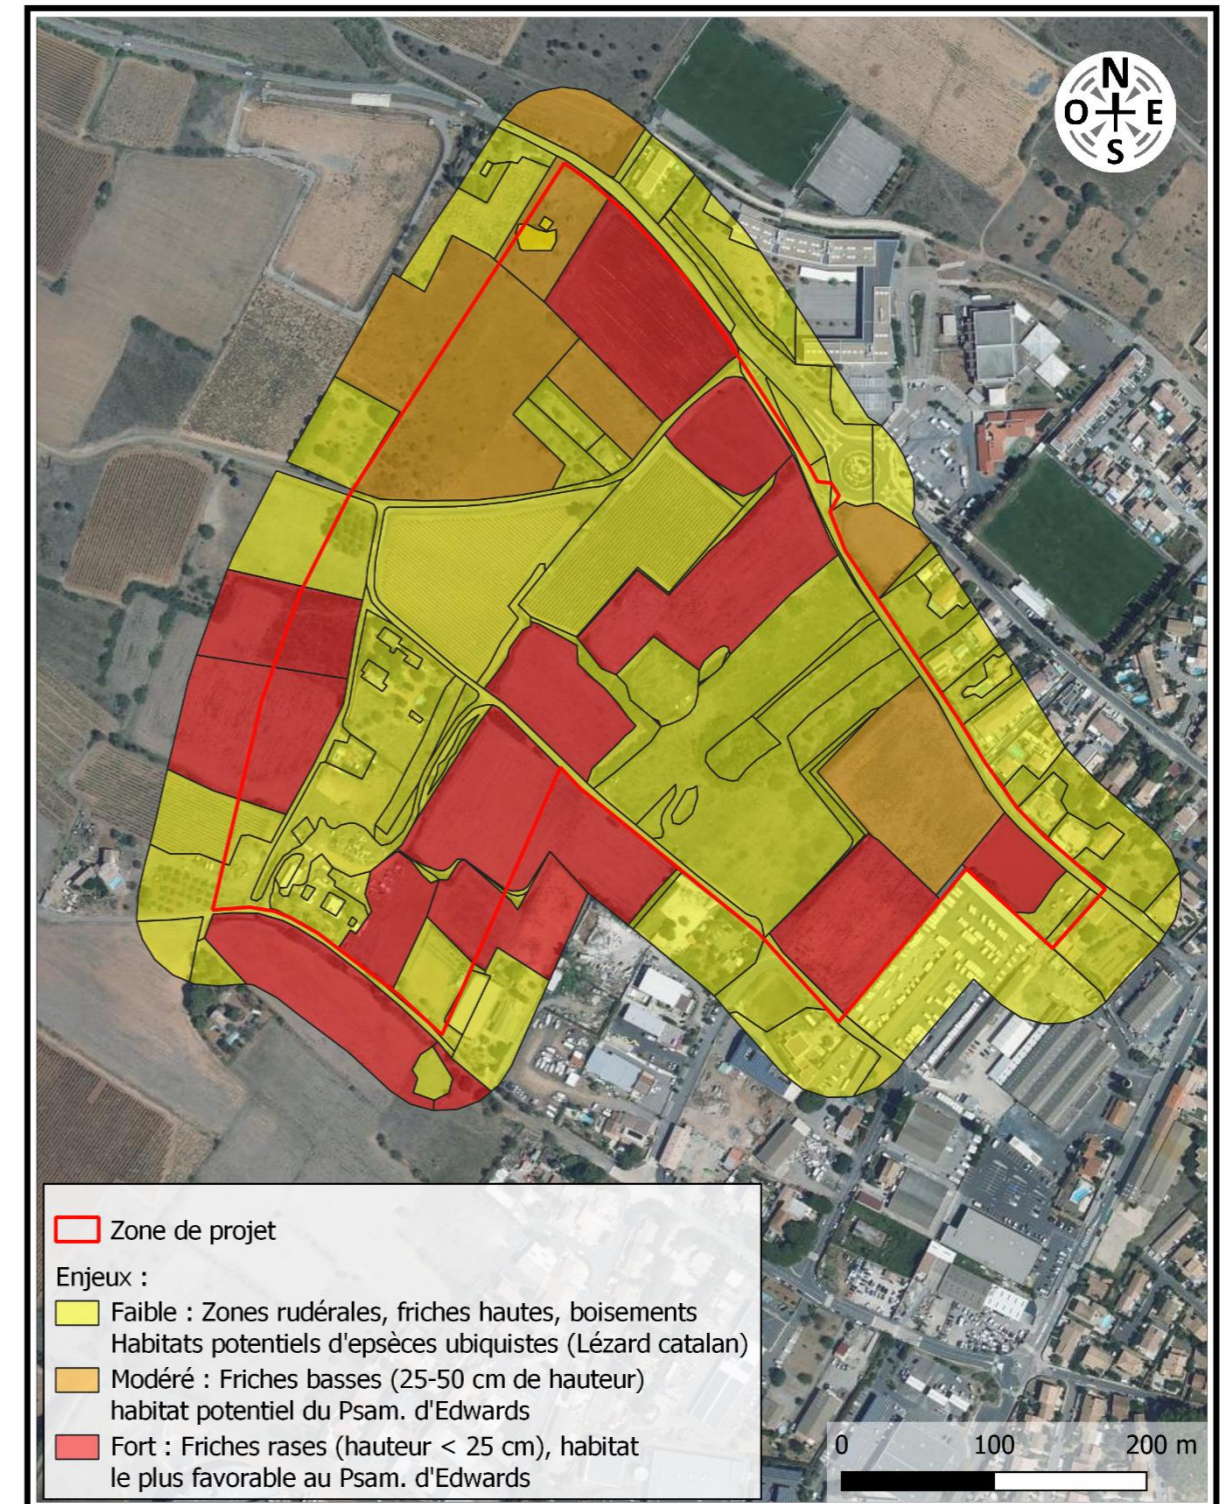 N
O E
S
Zone de projet
Enjeux :
Faible : Zones rudérales, friches hautes, boisements
Habitats potentiels d'epsèces ubiquistes (Lézard catalan)
Modéré : Friches basses (25-50 cm de hauteur)
habitat potentiel du Psam. d'Edwards
Fort : Friches rases (hauteur < 25 cm), habitat
le plus favorable au Psam. d'Edwards
0 100 200 m